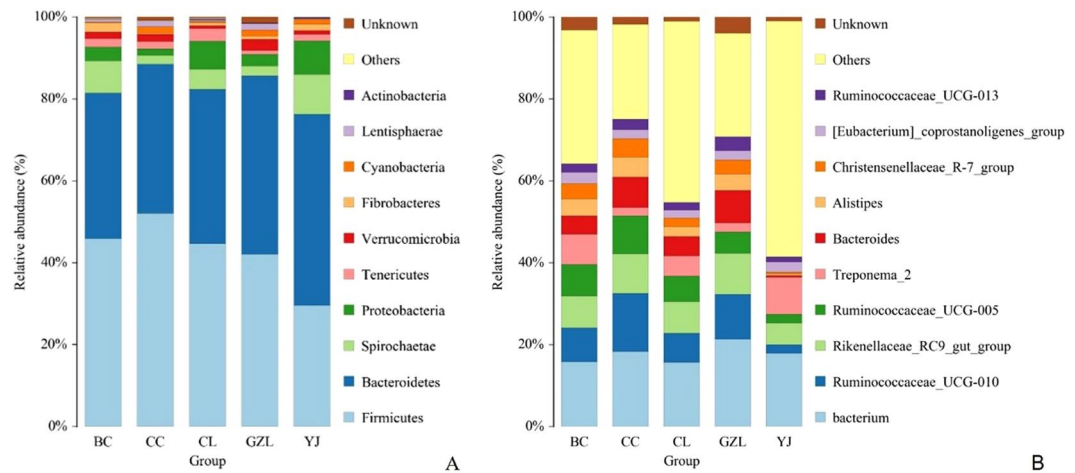 100%
80%
60%
40%
20%
0%
Relative abundance (%)
BC CC CL GZL YJ
Group
Unknown
Others
Actinobacteria
Lentisphaerae
Cyanobacteria
Fibrobacteres
Verrucomicrobia
Tenericutes
Proteobacteria
Spirochaetae
Bacteroidetes
Firmicutes
A
100%
80%
60%
40%
20%
0%
Relative abundance (%)
BC CC CL GZL YJ
Group
Unknown
Others
Ruminococcaceae_UCG-013
[Eubacterium]_coprostanoligenes_group
Christensenellaceae_R-7_group
Alistipes
Bacteroides
Treponema_2
Ruminococcaceae_UCG-005
Rikenellaceae_RC9_gut_group
Ruminococcaceae_UCG-010
bacterium
B